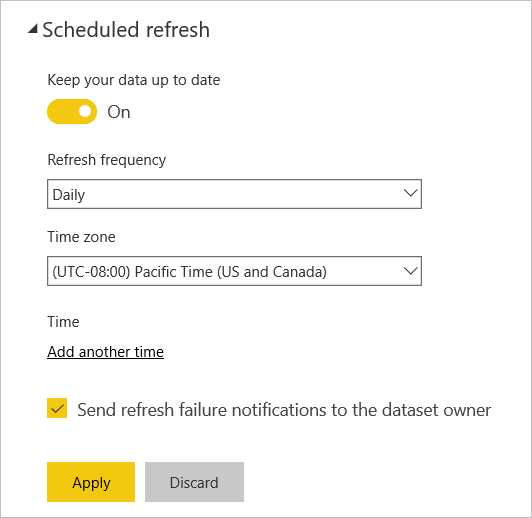 Scheduled refresh
Keep your data up to date
On
Refresh frequency
Daily
Time zone
(UTC-08:00) Pacific Time (US and Canada)
Time
Add another time
Send refresh failure notifications to the dataset owner
Apply
Discard